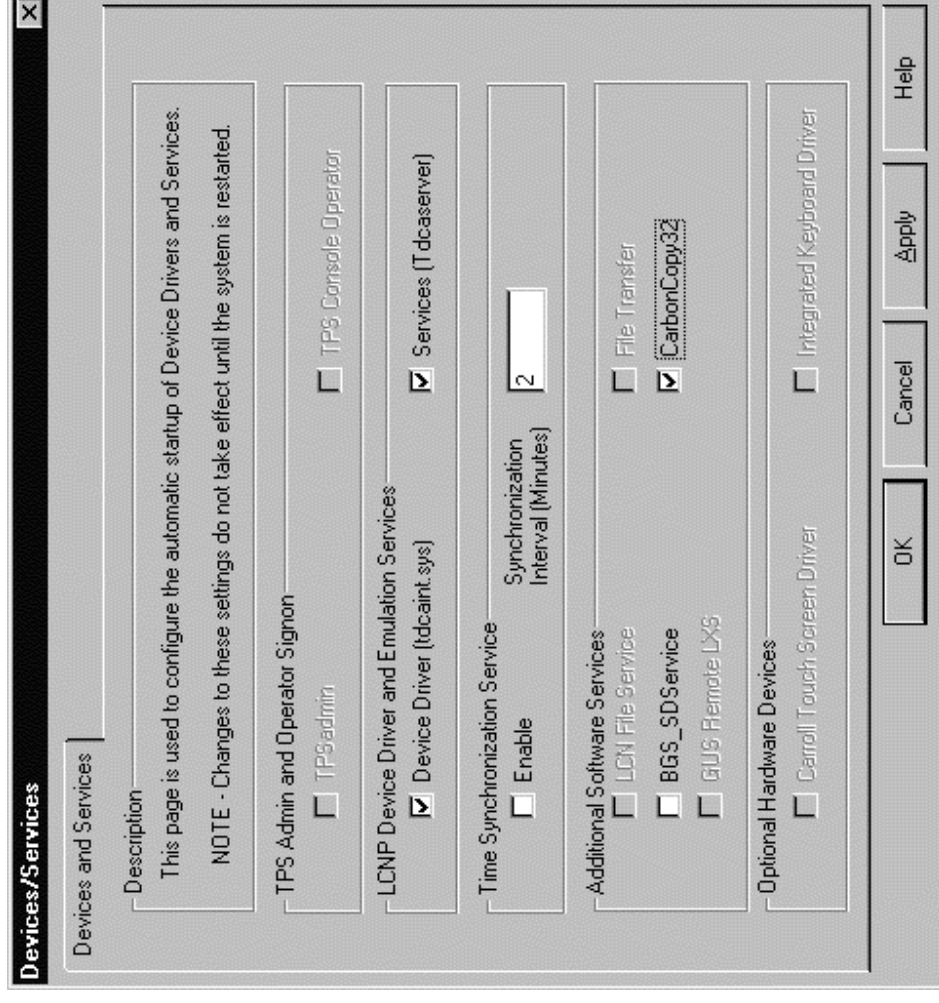 Devices/Services
Devices and Services
Description
This page is used to configure the automatic startup of Device Drivers and Services.
NOTE - Changes to these settings do not take effect until the system is restarted.
TPS Admin and Operator Signon
TPSadmin
TPS Console Operator
LCNP Device Driver and Emulation Services
Device Driver (tdcaint.sys)
Services (Tdcaserver)
Time Synchronization Service
Enable
Synchronization
Interval (Minutes)
2
Additional Software Services
LCN File Service
File Transfer
BGS_SDService
CarbonCopy32
GUS Remote LXS
Optional Hardware Devices
Carroll Touch Screen Driver
Integrated Keyboard Driver
OK
Cancel
Apply
Help